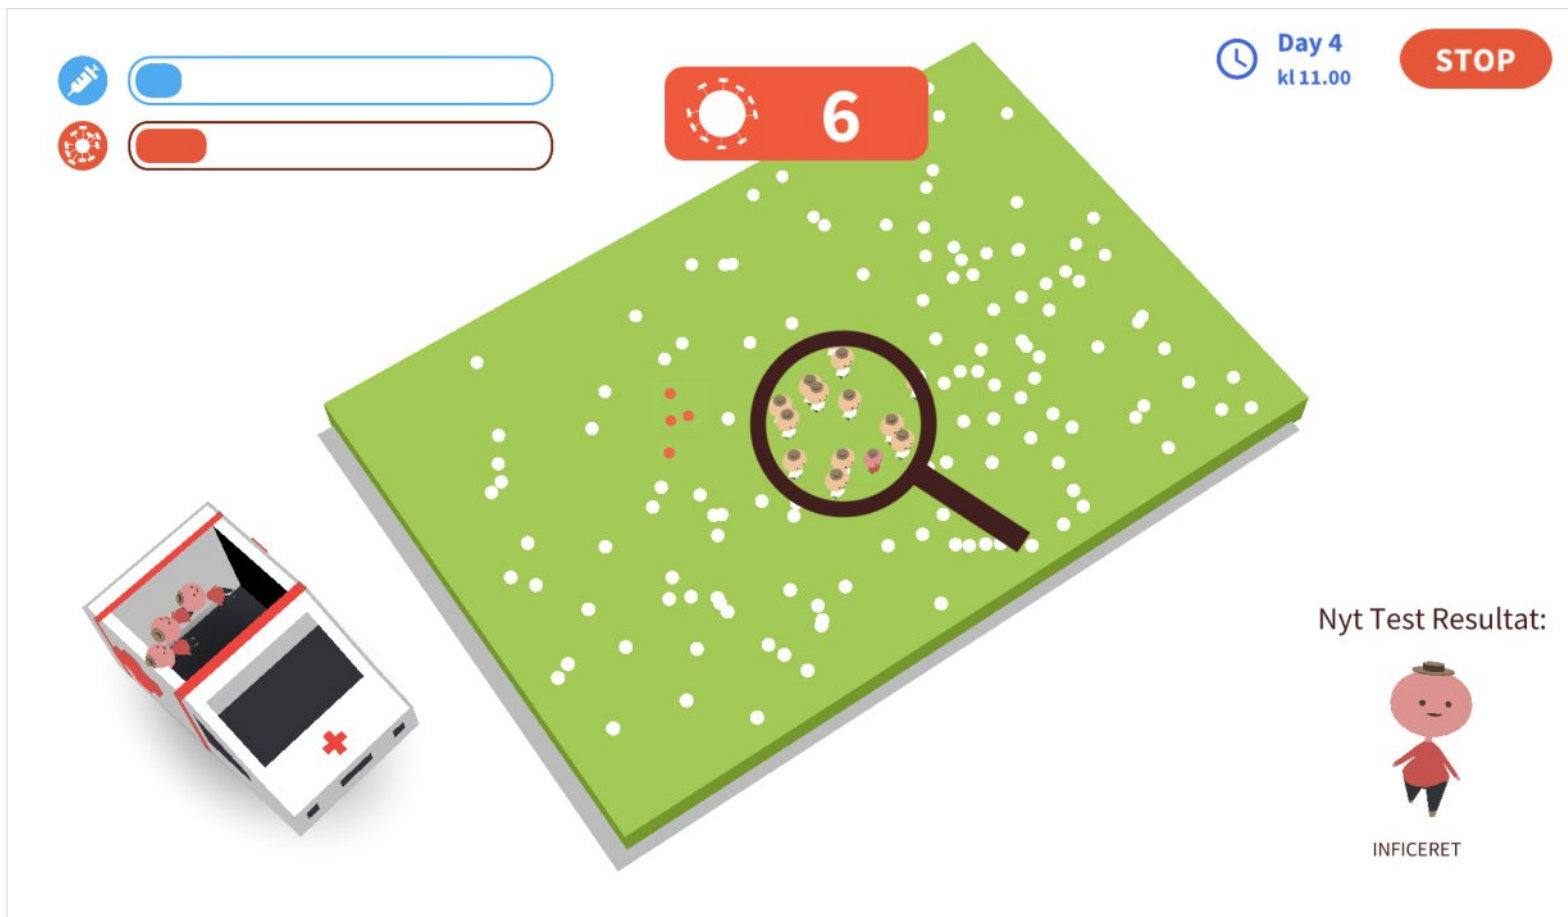 Day 4
kl 11.00
STOP
6
Nyt Test Resultat:
INFICERET